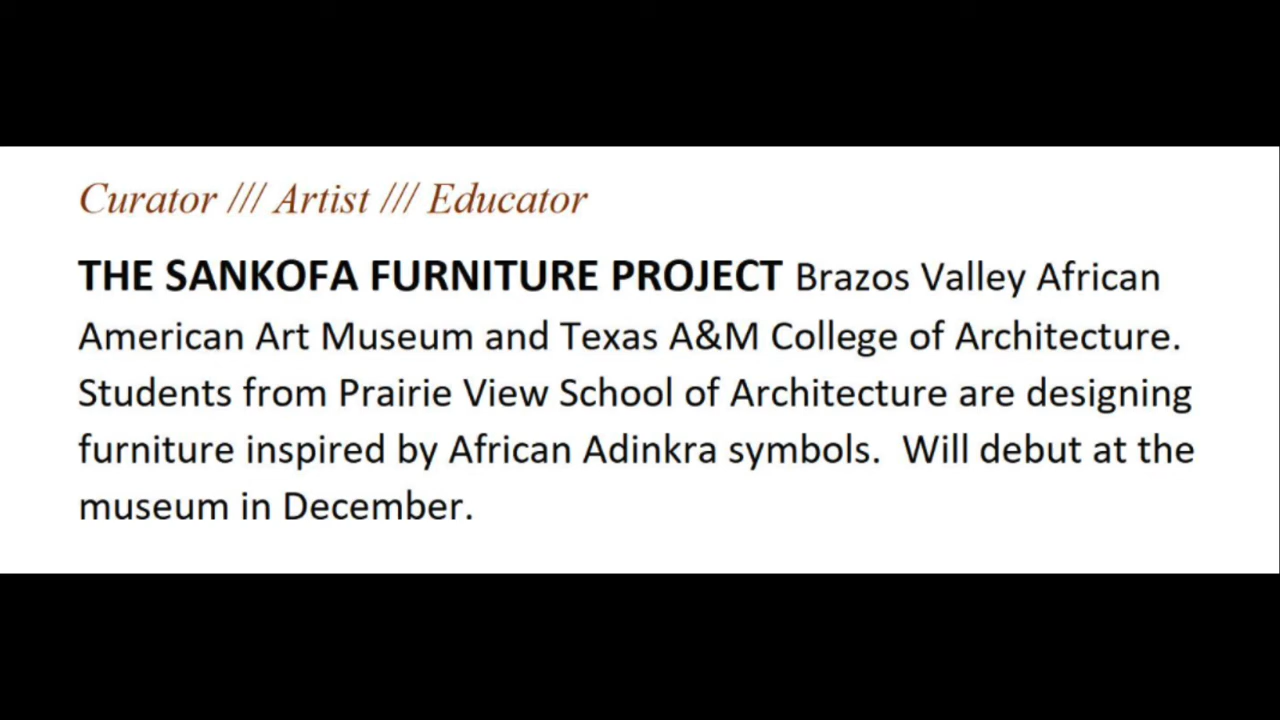 Curator /// Artist /// Educator
THE SANKOFA FURNITURE PROJECT Brazos Valley African
American Art Museum and Texas A&M College of Architecture.
Students from Prairie View School of Architecture are designing
furniture inspired by African Adinkra symbols.  Will debut at the
museum in December.